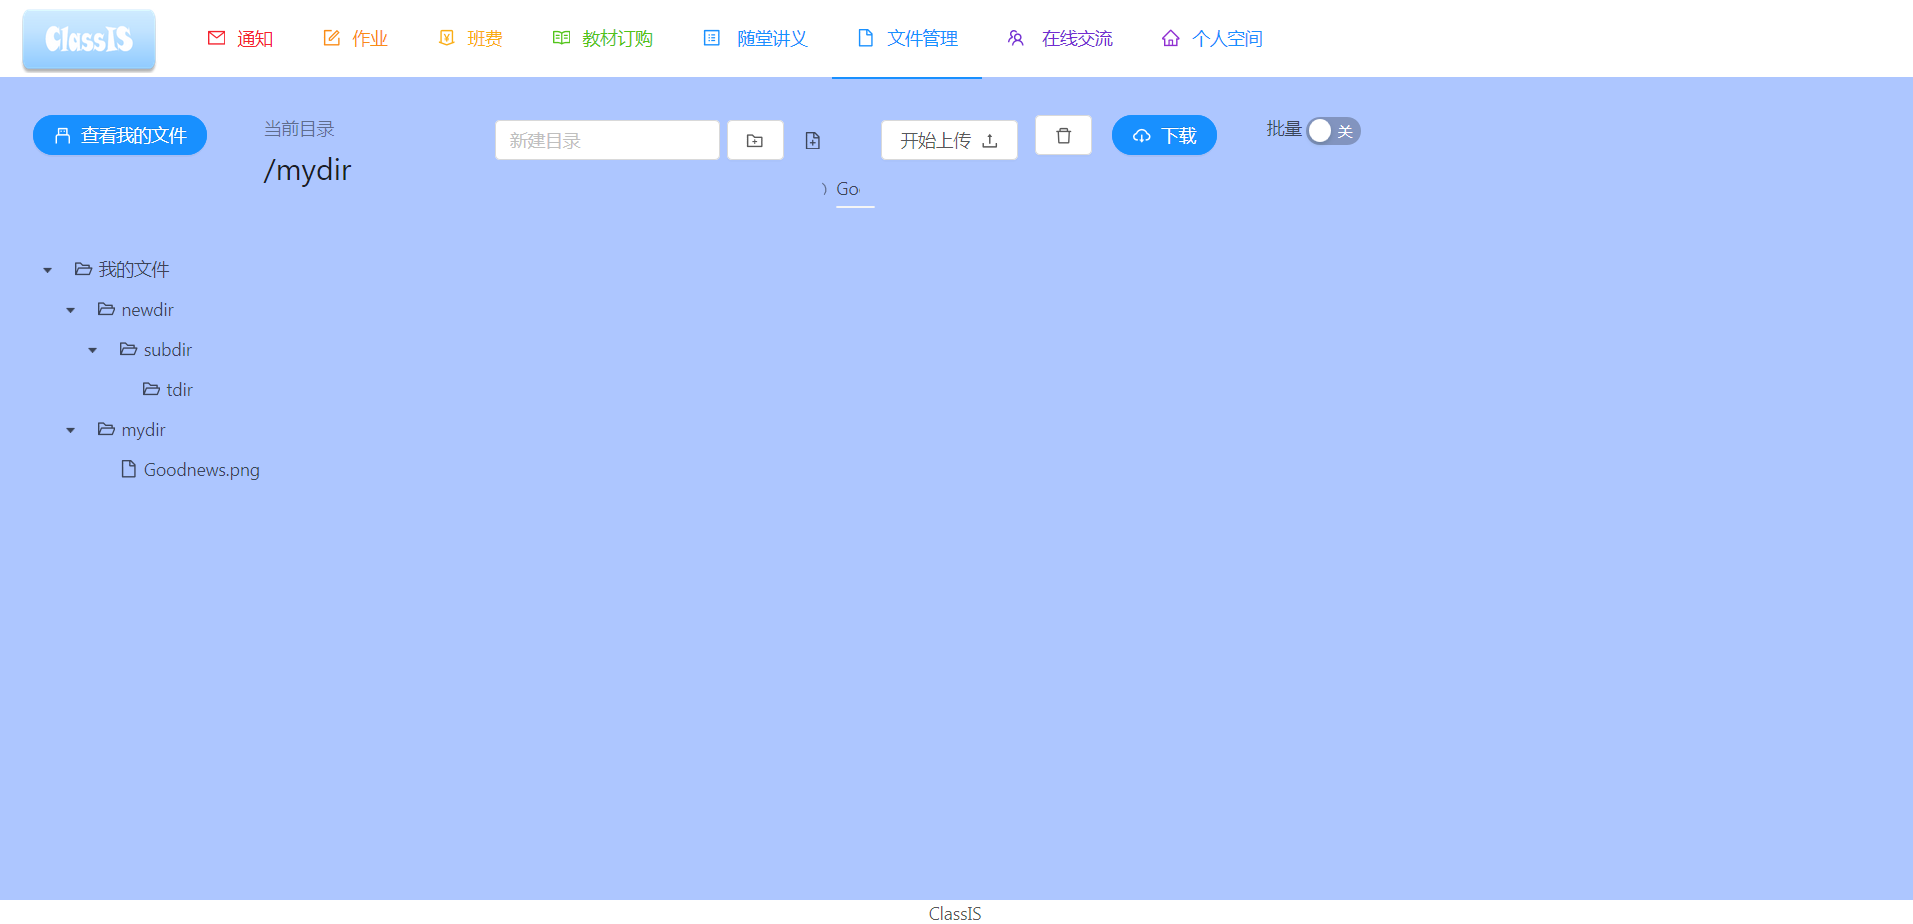 ClassIS
通知
作业
班费
教材订购
随堂讲义
文件管理
在线交流
个人空间
查看我的文件
当前目录
/mydir
新建目录
开始上传
下载
批量
关
Go
我的文件
newdir
subdir
tdir
mydir
Goodnews.png
ClassIS